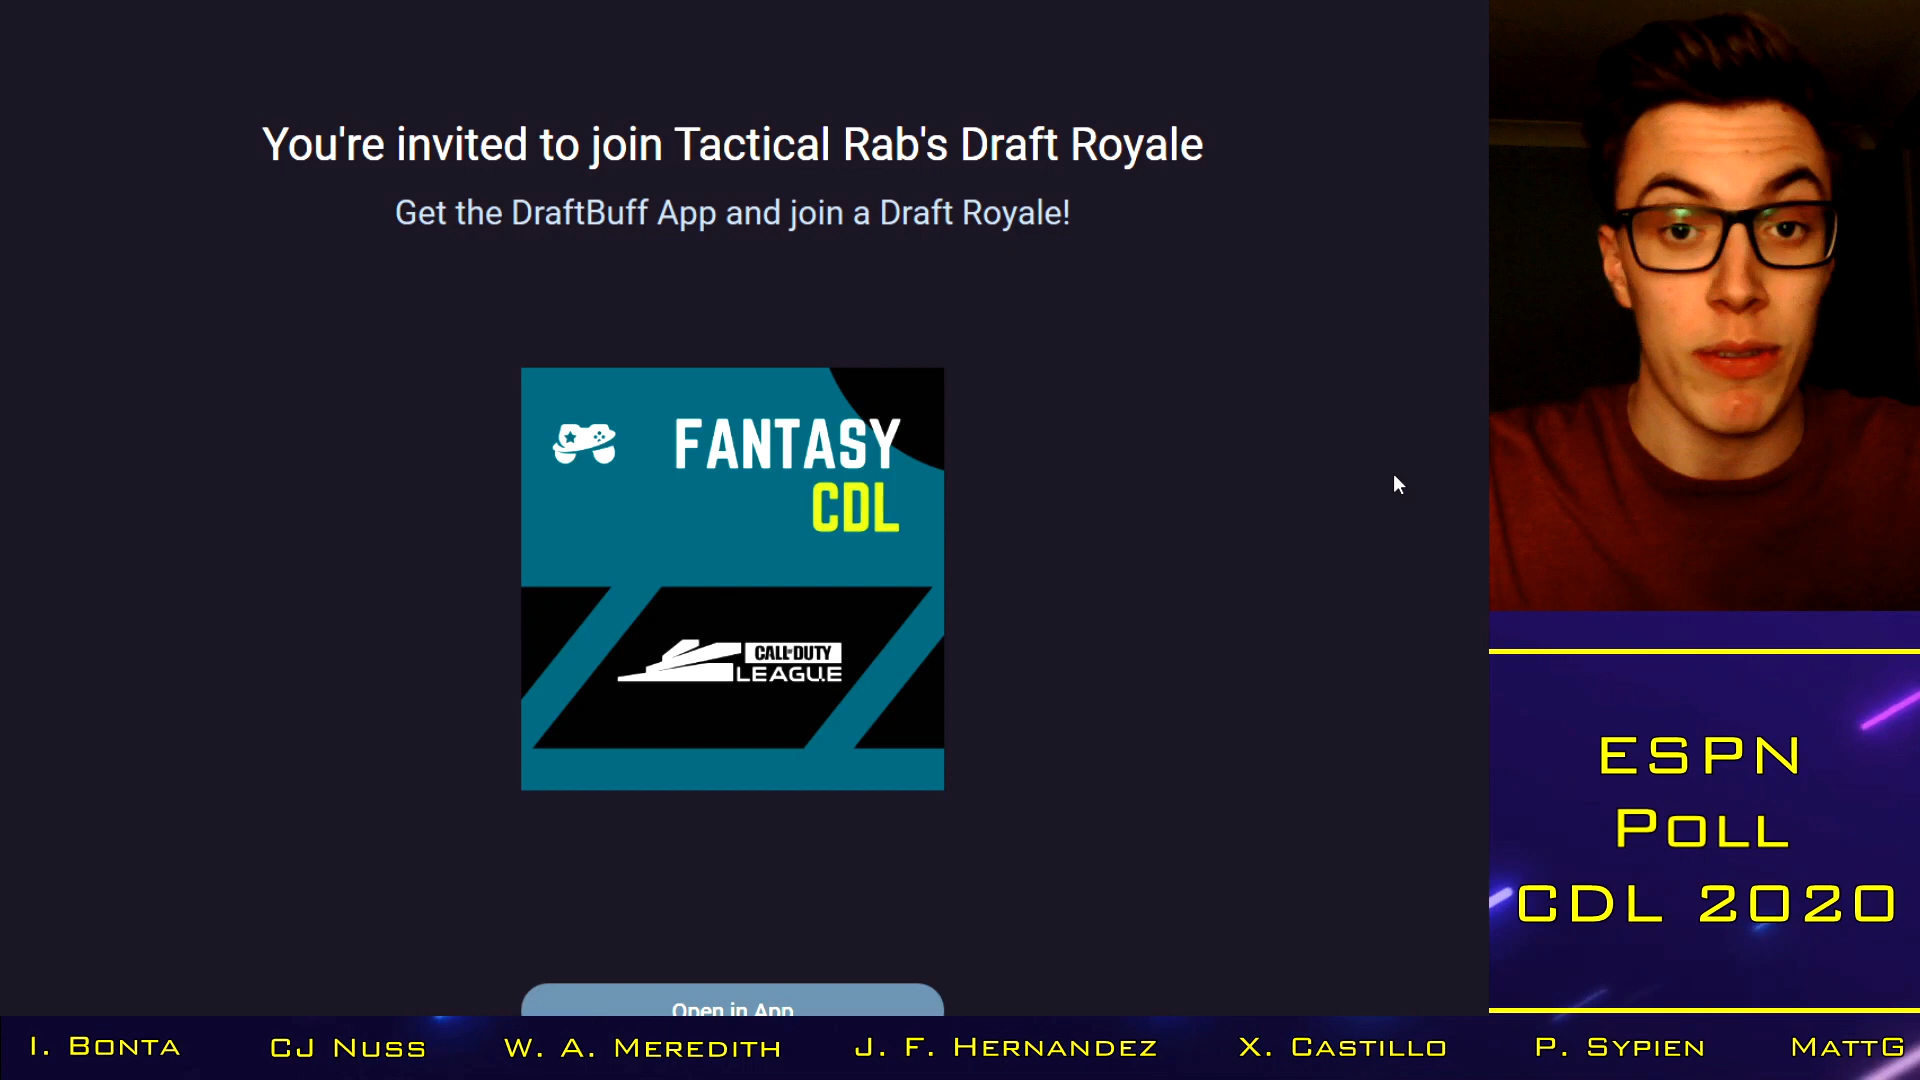 You're invited to join Tactical Rab's Draft Royale
Get the DraftBuff App and join a Draft Royale!
FANTASY
CDL
CALL OF DUTY
LEAGUE
Open in App
ESPN
Poll
CDL 2020
I. Bonta CJ Nuss W. A. Meredith J. F. Hernandez X. Castillo P. Sypien MattG